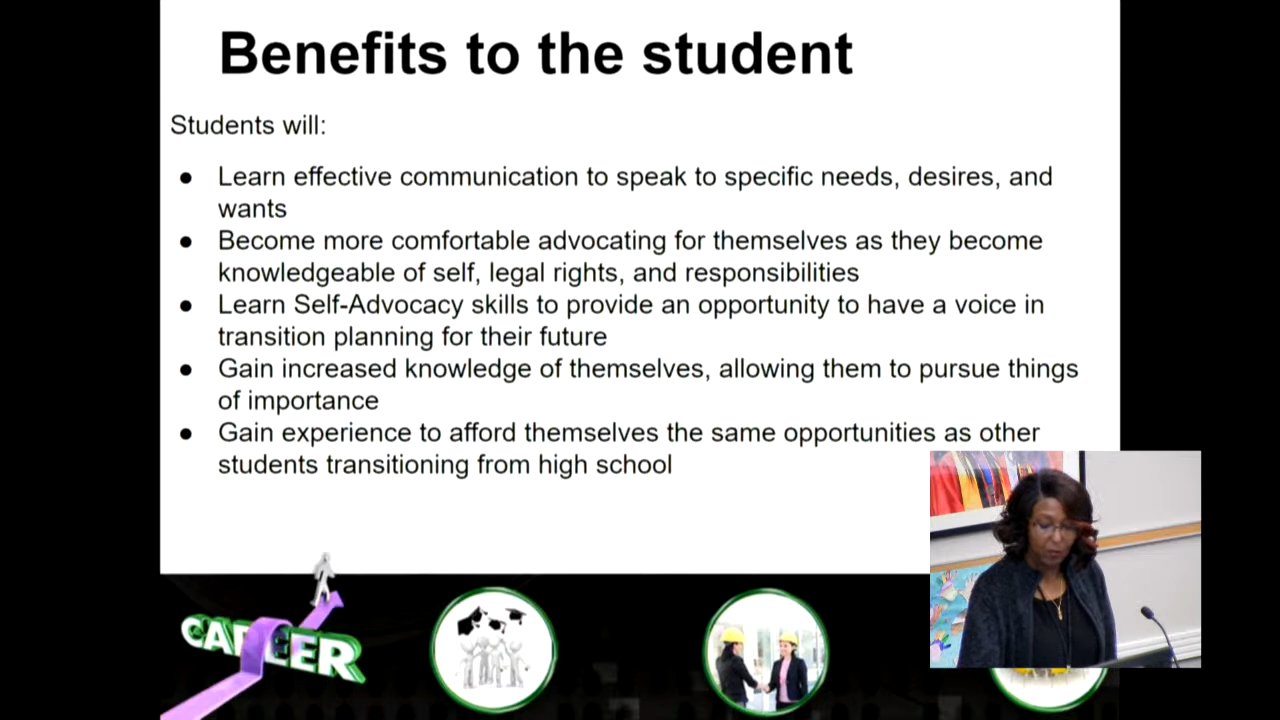 Benefits to the student
Students will:
● Learn effective communication to speak to specific needs, desires, and
wants
● Become more comfortable advocating for themselves as they become
knowledgeable of self, legal rights, and responsibilities
● Learn Self-Advocacy skills to provide an opportunity to have a voice in
transition planning for their future
● Gain increased knowledge of themselves, allowing them to pursue things
of importance
● Gain experience to afford themselves the same opportunities as other
students transitioning from high school
CAREER